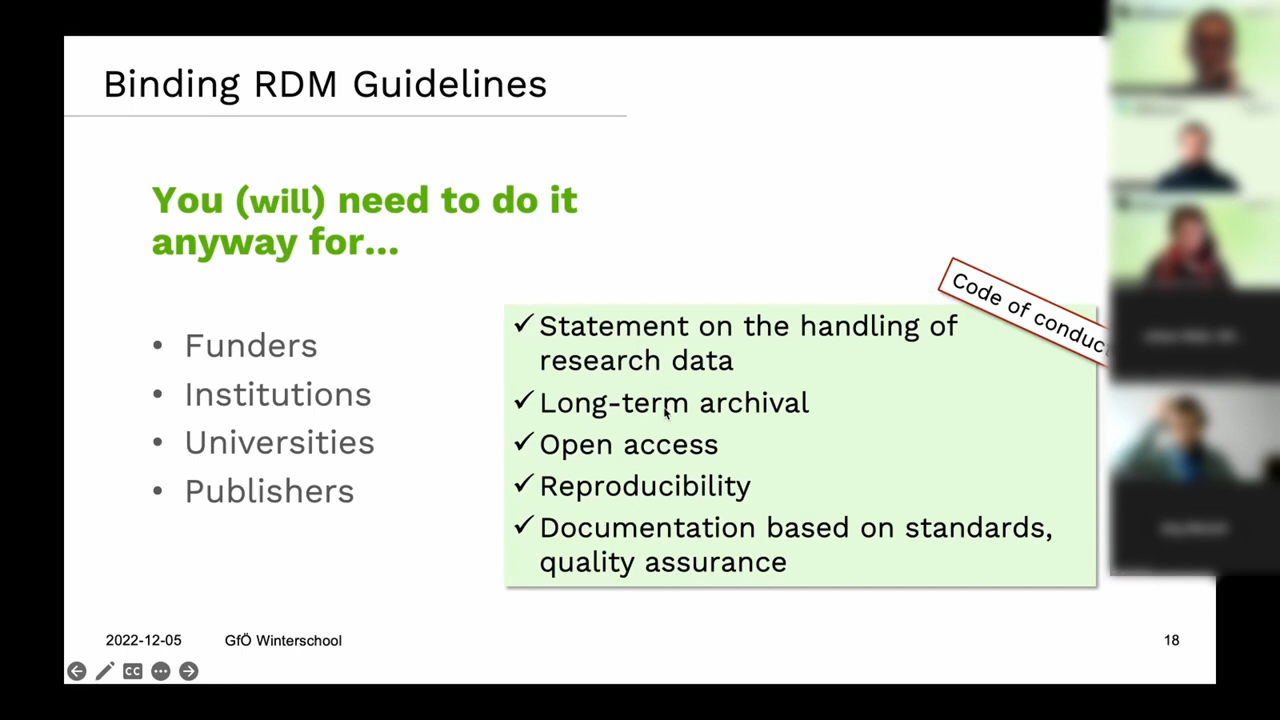 Binding RDM Guidelines
You (will) need to do it
anyway for...
• Funders
• Institutions
• Universities
• Publishers
Code of conduc
✓ Statement on the handling of
research data
✓ Long-term archival
✓ Open access
✓ Reproducibility
✓ Documentation based on standards,
quality assurance
2022-12-05 GfÖ Winterschool 18
CC